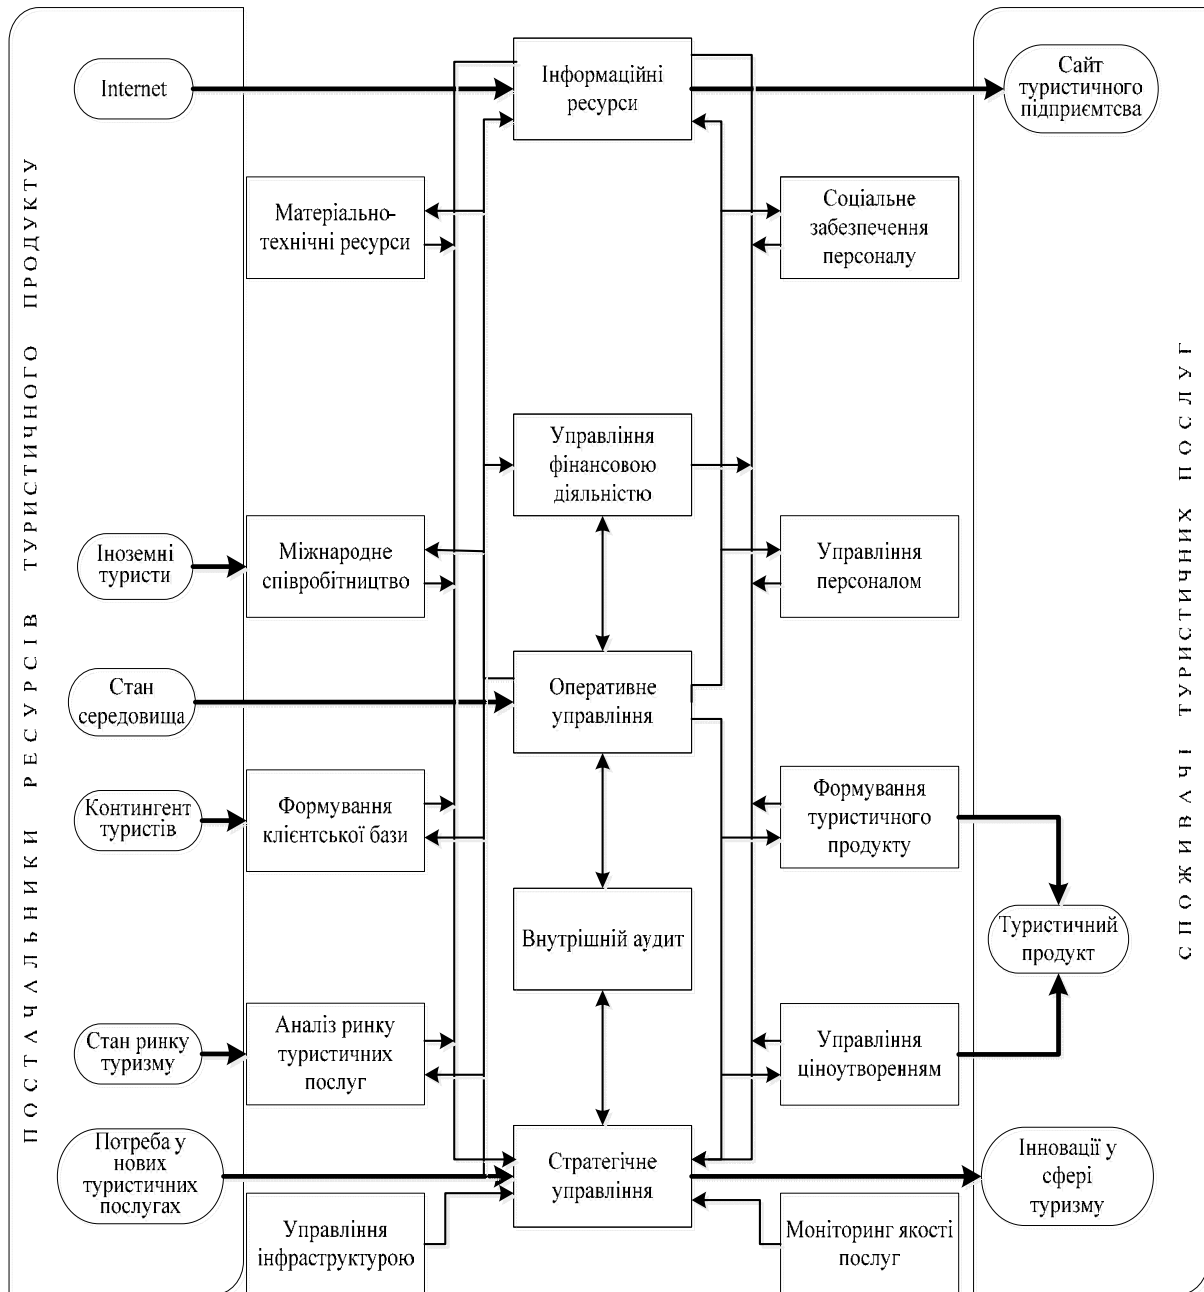 ПОСТАЧАЛЬНИКИ РЕСУРСІВ ТУРИСТИЧНОГО ПРОДУКТУ
Internet
Інформаційні
ресурси
Сайт
туристичного
підприємтсва
Матеріально-
технічні ресурси
Соціальне
забезпечення
персоналу
Управління
фінансовою
діяльністю
Іноземні
туристи
Міжнародне
співробітництво
Управління
персоналом
Стан
середовища
Оперативне
управління
Контингент
туристів
Формування
клієнтської бази
Формування
туристичного
продукту
Внутрішній аудит
Туристичний
продукт
Стан ринку
туризму
Аналіз ринку
туристичних
послуг
Управління
ціноутворенням
Потреба у
нових
туристичних
послугах
Стратегічне
управління
Інновації у
сфері
туризму
Управління
інфраструктурою
Моніторинг якості
послуг
СПОЖИВАЧІ ТУРИСТИЧНИХ ПОСЛУГ